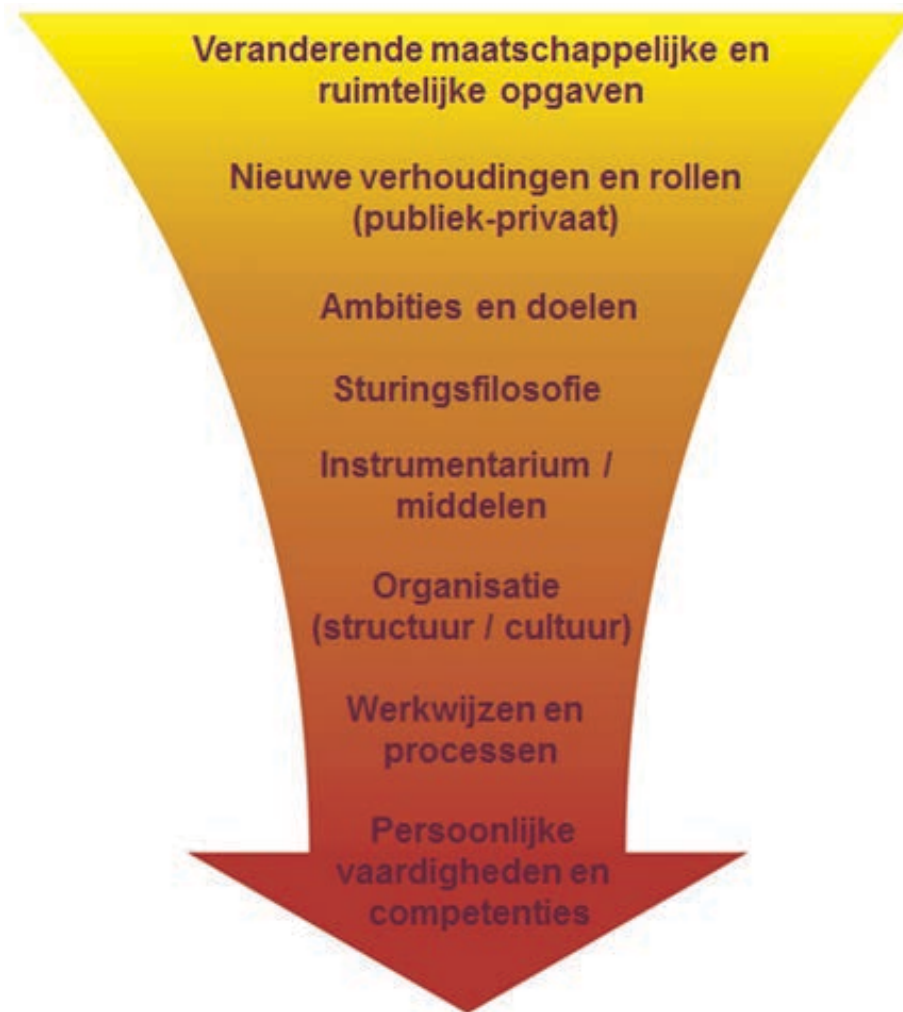 Veranderende maatschappelijke en
ruimtelijke opgaven
Nieuwe verhoudingen en rollen
(publiek-privaat)
Ambities en doelen
Sturingsfilosofie
Instrumentarium /
middelen
Organisatie
(structuur / cultuur)
Werkwijzen en
processen
Persoonlijke
vaardigheden en
competenties